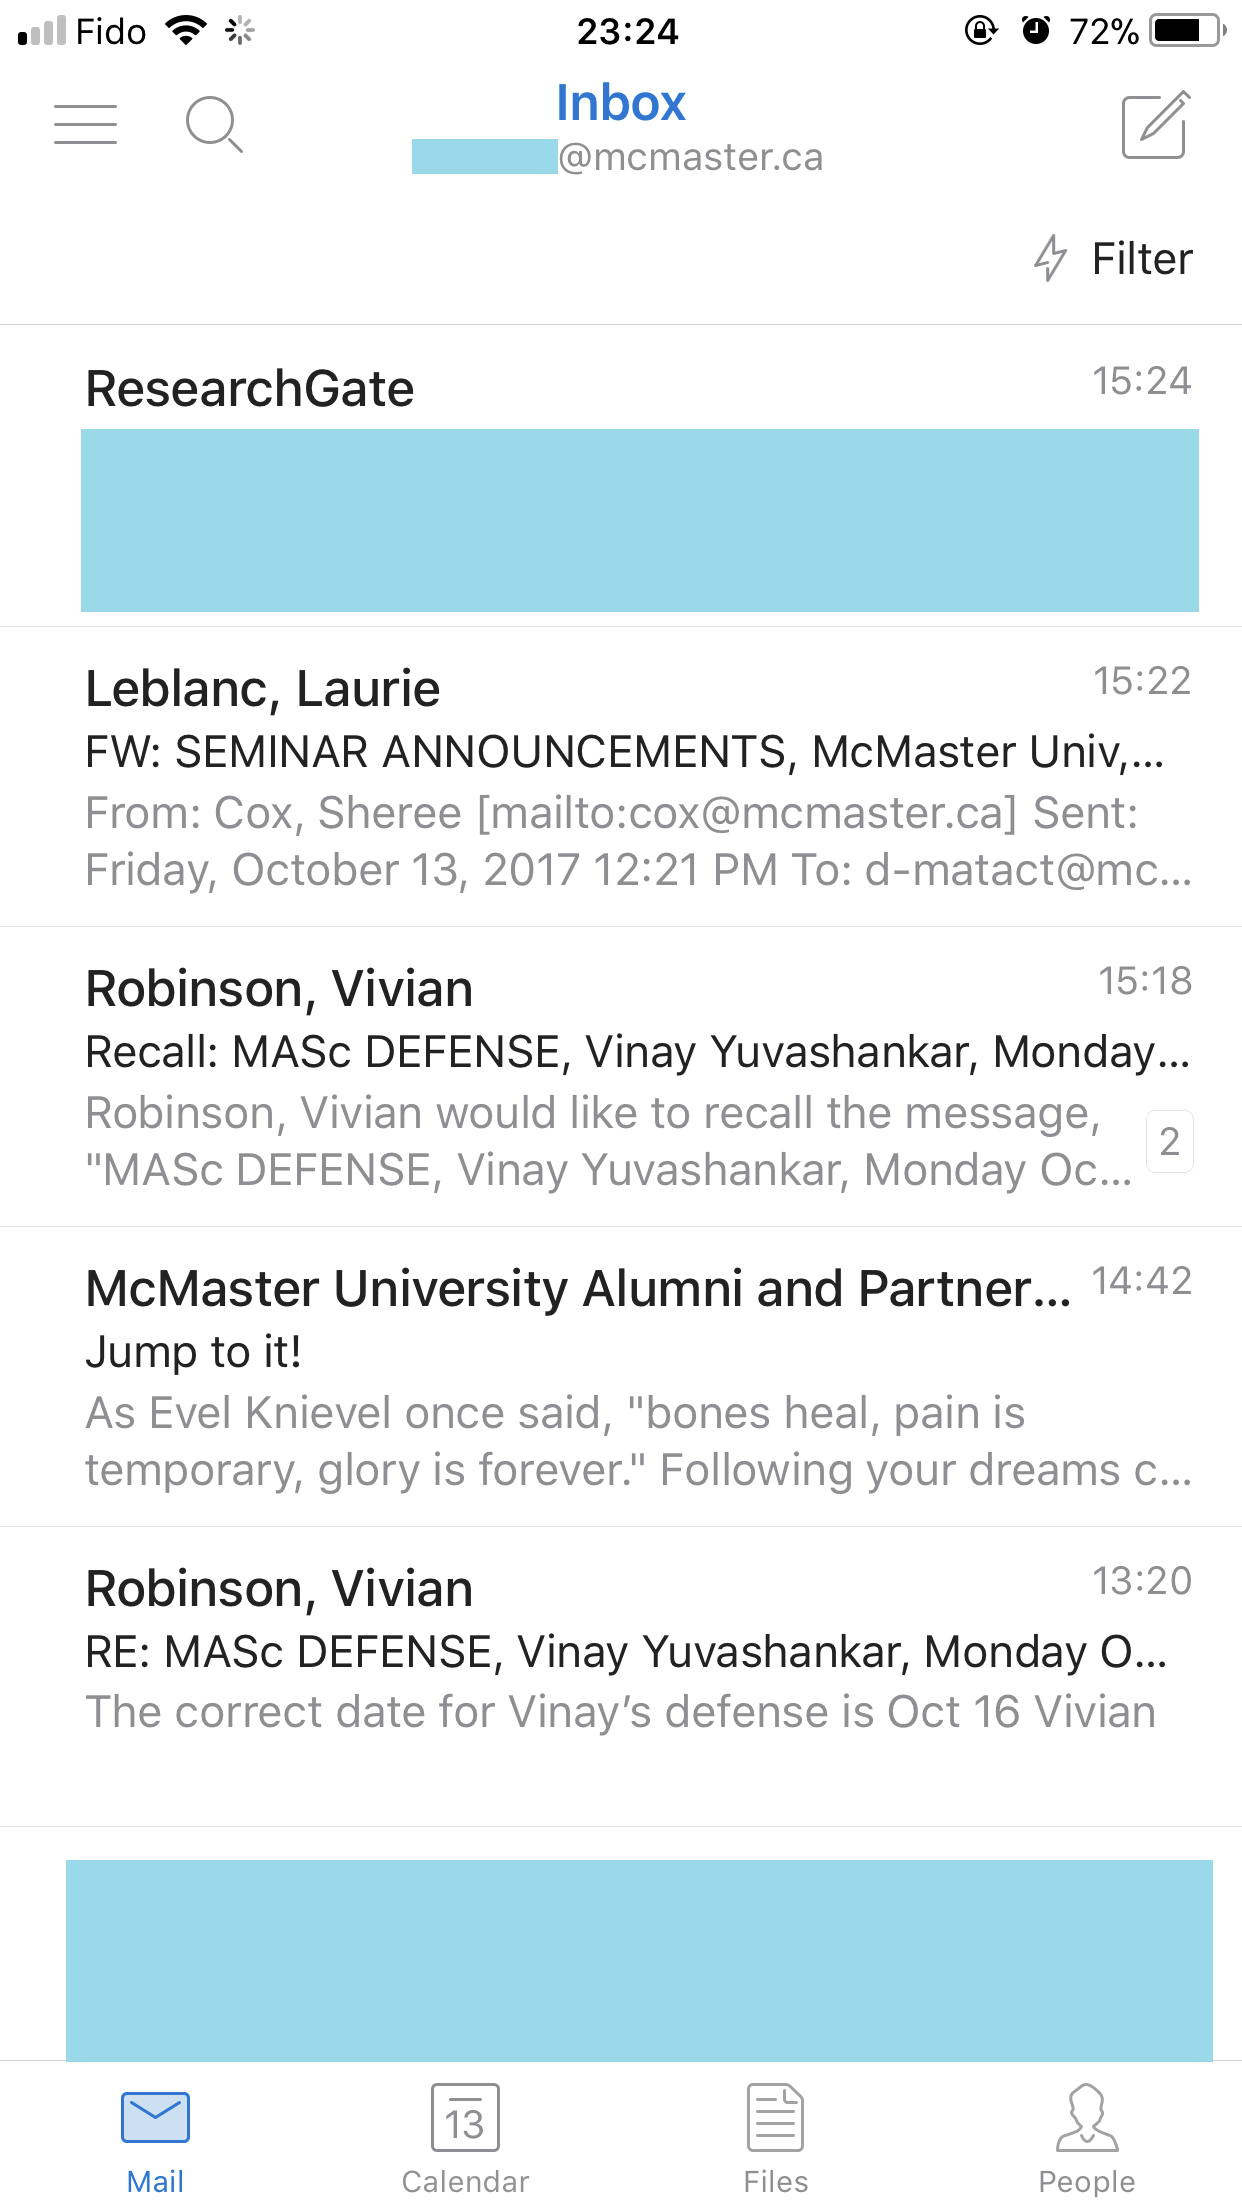 Fido 23:24 72%
Inbox
@mcmaster.ca
Filter
ResearchGate 15:24
Leblanc, Laurie 15:22
FW: SEMINAR ANNOUNCEMENTS, McMaster Univ,...
From: Cox, Sheree [mailto:cox@mcmaster.ca] Sent:
Friday, October 13, 2017 12:21 PM To: d-matact@mc...
Robinson, Vivian 15:18
Recall: MASc DEFENSE, Vinay Yuvashankar, Monday...
Robinson, Vivian would like to recall the message,
"MASc DEFENSE, Vinay Yuvashankar, Monday Oc... 2
McMaster University Alumni and Partner... 14:42
Jump to it!
As Evel Knievel once said, "bones heal, pain is
temporary, glory is forever." Following your dreams c...
Robinson, Vivian 13:20
RE: MASc DEFENSE, Vinay Yuvashankar, Monday O...
The correct date for Vinay’s defense is Oct 16 Vivian
13
Mail Calendar Files People